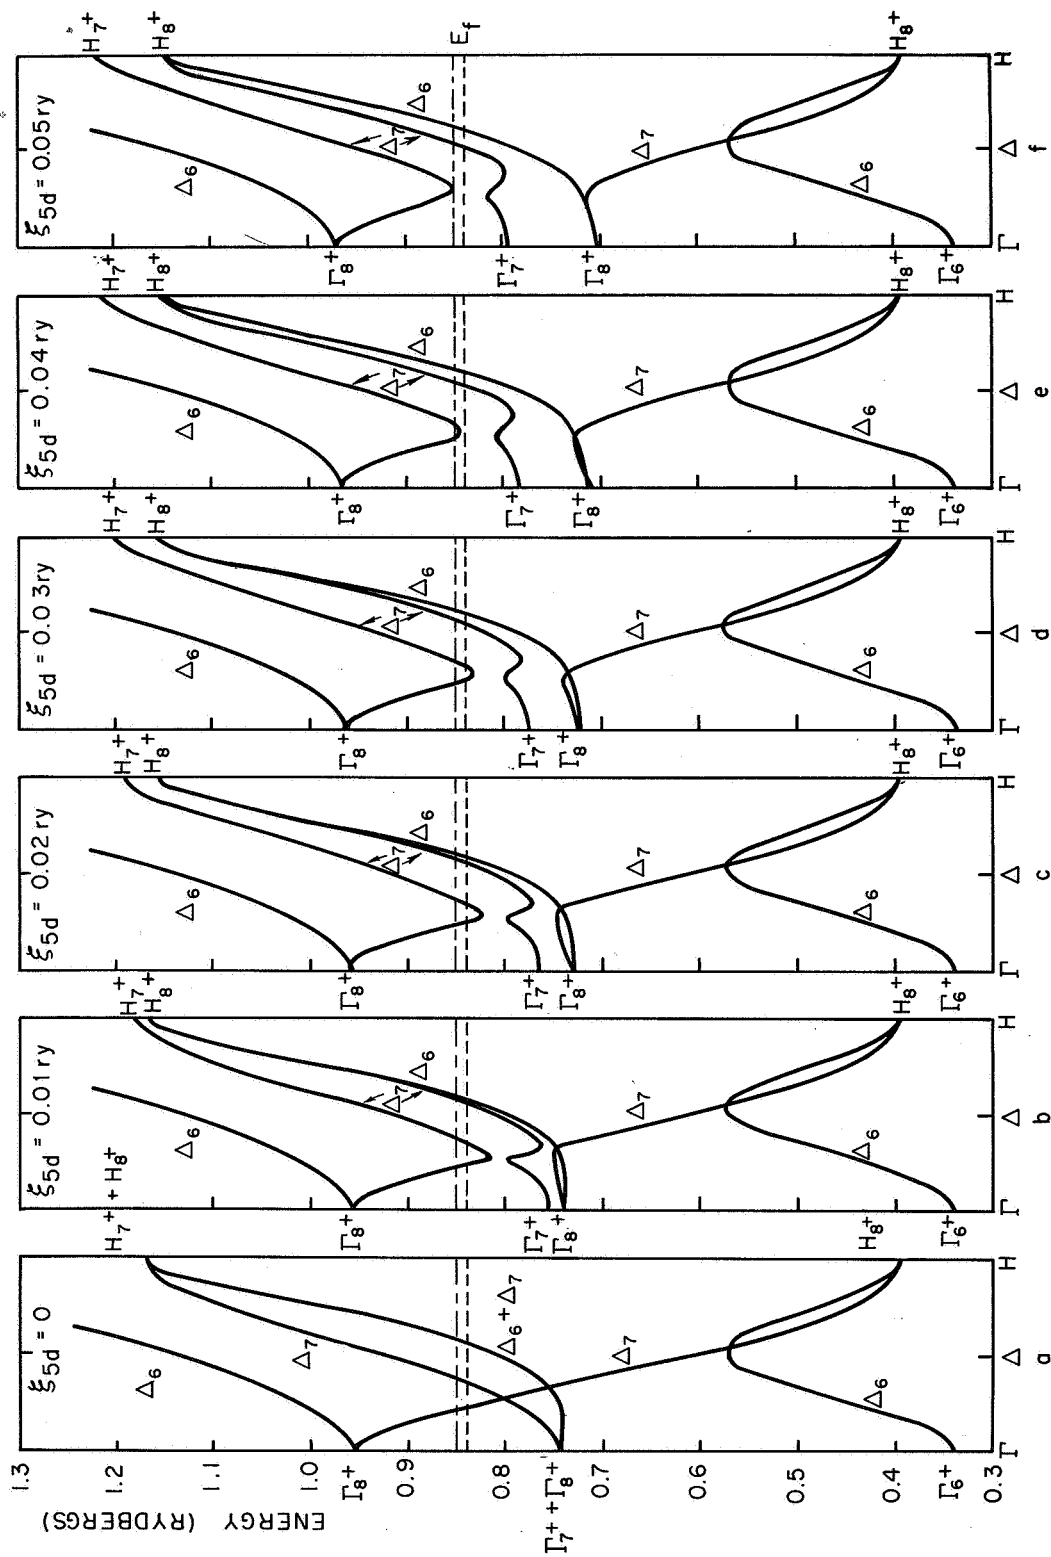 ENERGY (RYDBERGS)
1.3
1.2
1.1
1.0
0.9
0.8
0.7
0.6
0.5
0.4
0.3
Γ8+
Γ7+ + Γ8+
Γ6+
ξ5d = 0
Δ6
Δ7
Δ6 + Δ7
Δ7
Δ6
H7+ + H8+
H8+
Γ Δ H
a
ξ5d = 0.01 ry
Γ8+
Γ7+
Γ8+
Γ6+
Δ6
Δ7
Δ6
Δ7
Δ6
H7+
H8+
H8+
Γ Δ H
b
ξ5d = 0.02 ry
Γ8+
Γ7+
Γ8+
Γ6+
Δ6
Δ7
Δ6
Δ7
Δ6
H7+
H8+
H8+
Γ Δ H
c
ξ5d = 0.03 ry
Γ8+
Γ7+
Γ8+
Γ6+
Δ6
Δ7
Δ6
Δ7
Δ6
H7+
H8+
H8+
Γ Δ H
d
ξ5d = 0.04 ry
Γ8+
Γ7+
Γ8+
Γ6+
Δ6
Δ7
Δ6
Δ7
Δ6
H7+
H8+
H8+
Γ Δ H
e
ξ5d = 0.05 ry
Γ8+
Γ7+
Γ8+
Γ6+
Δ6
Δ7
Δ6
Δ7
Δ6
H7+
H8+
Ef
H8+
Γ Δ H
f